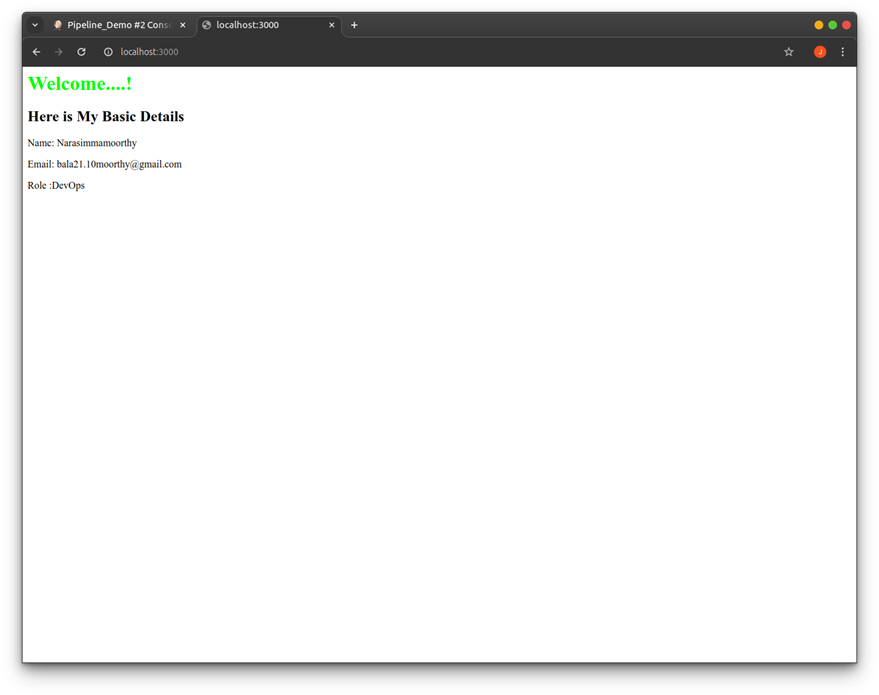 Pipeline_Demo #2 Cons
localhost:3000
localhost:3000
J
Welcome....!
Here is My Basic Details
Name: Narasimmamoorthy
Email: bala21.10moorthy@gmail.com
Role :DevOps